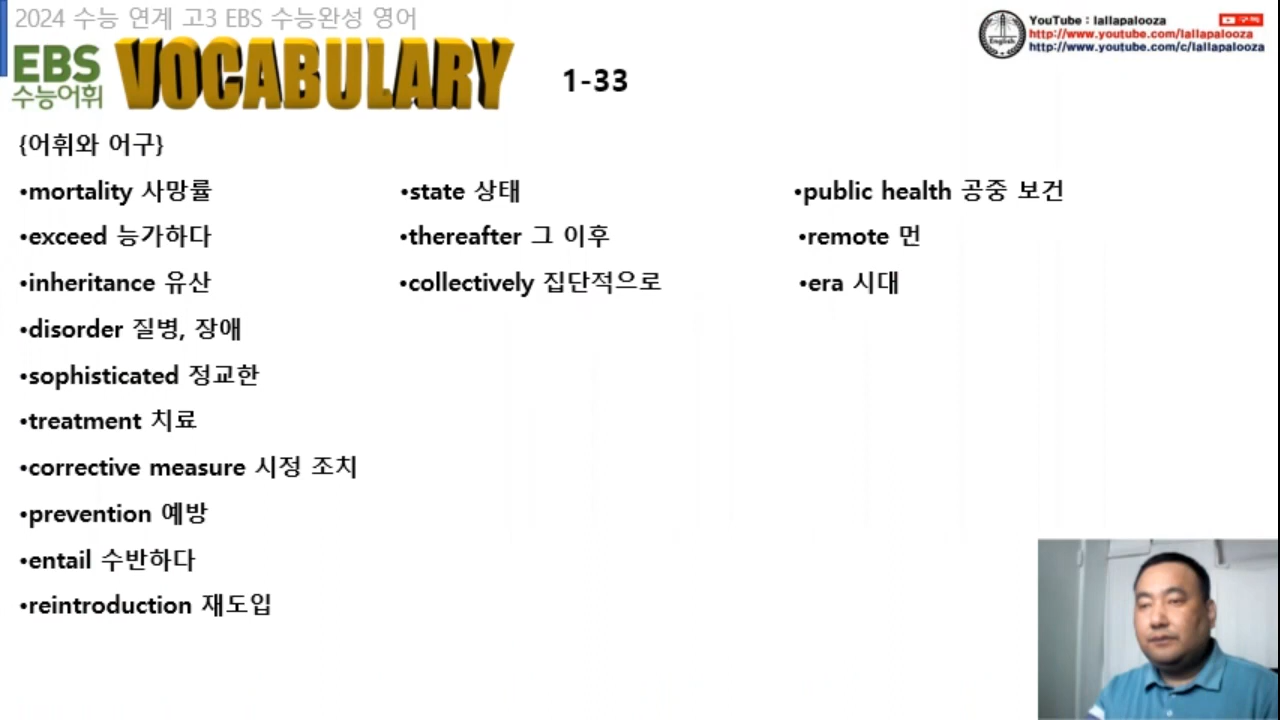 2024 수능 연계 고3 EBS 수능완성 영어
EBS
수능어휘
VOCABULARY
1-33
YouTube : lallapalooza
구독
http://www.youtube.com/lallapalooza
http://www.youtube.com/c/lallapalooza
English
{어휘와 어구}
•mortality 사망률
•state 상태
•public health 공중 보건
•exceed 능가하다
•thereafter 그 이후
•remote 먼
•inheritance 유산
•collectively 집단적으로
•era 시대
•disorder 질병, 장애
•sophisticated 정교한
•treatment 치료
•corrective measure 시정 조치
•prevention 예방
•entail 수반하다
•reintroduction 재도입